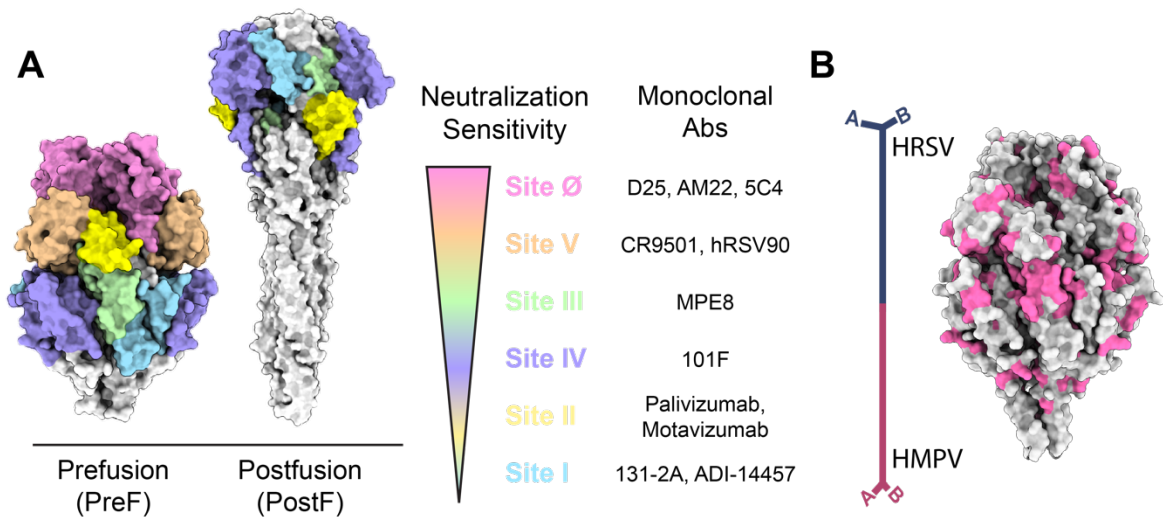 A
Prefusion
(PreF)
Postfusion
(PostF)
Neutralization
Sensitivity
Monoclonal
Abs
Site Ø
D25, AM22, 5C4
Site V
CR9501, hRSV90
Site III
MPE8
Site IV
101F
Site II
Palivizumab,
Motavizumab
Site I
131-2A, ADI-14457
B
A
B
HRSV
HMPV
A
B